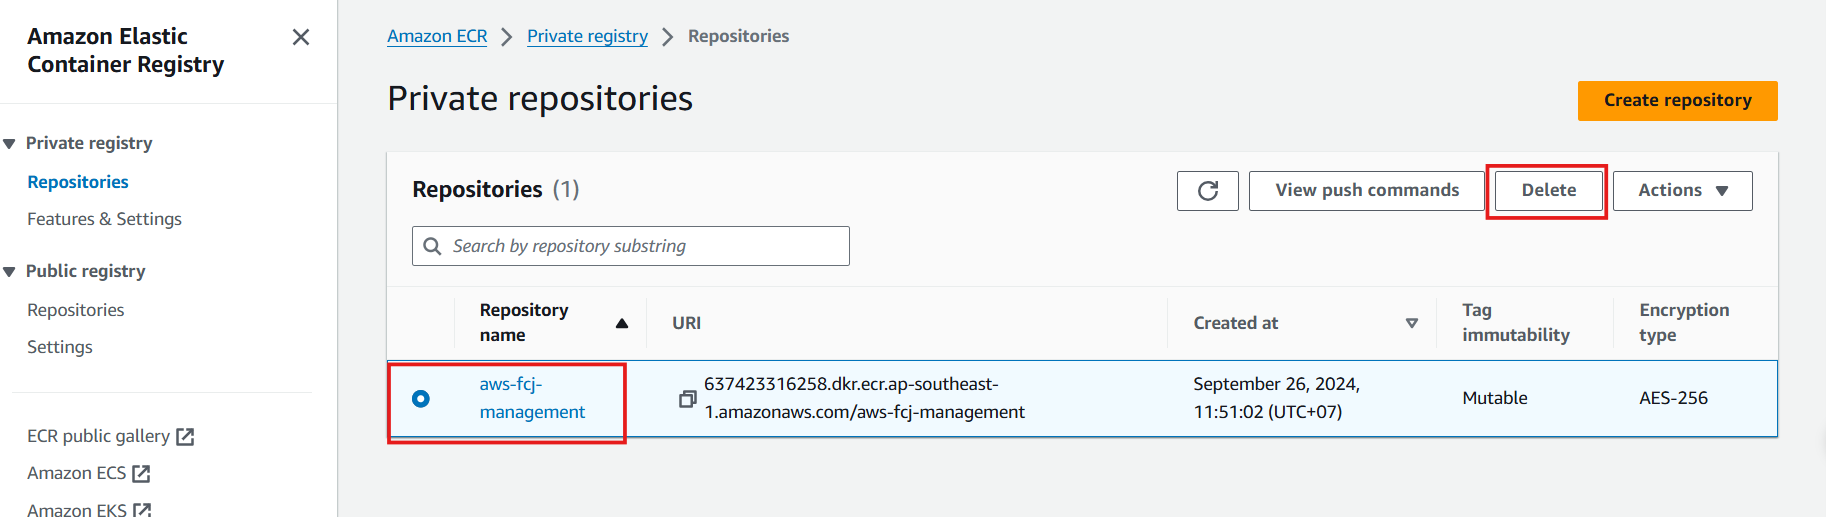 Amazon Elastic
Container Registry
Private registry
Repositories
Features & Settings
Public registry
Repositories
Settings
ECR public gallery
Amazon ECS
Amazon EKS
Amazon ECR
Private registry
Repositories
Private repositories
Create repository
Repositories (1)
View push commands
Delete
Actions
Search by repository substring
Repository
name
URI
Created at
Tag
immutability
Encryption
type
aws-fcj-
management
637423316258.dkr.ecr.ap-southeast-
1.amazonaws.com/aws-fcj-management
September 26, 2024,
11:51:02 (UTC+07)
Mutable
AES-256